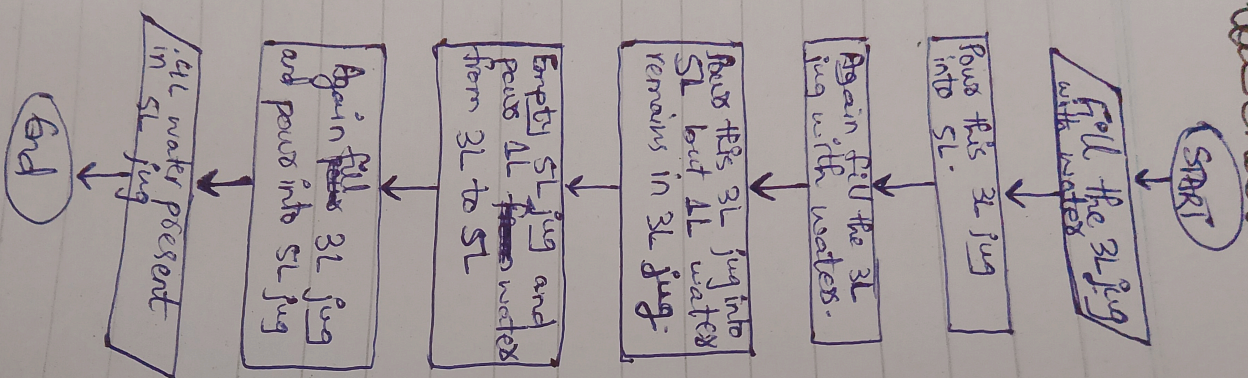 START
Fill the 3L jug
with water
Pour this 3L jug
into 5L.
Again fill the 3L
jug with water.
Pour this 3L jug into
5L but 1L water
remains in 3L jug.
Empty 5L jug and
pour 1L water
from 3L to 5L
Again fill 3L jug
and pour into 5L jug
4L water present
in 5L jug
End